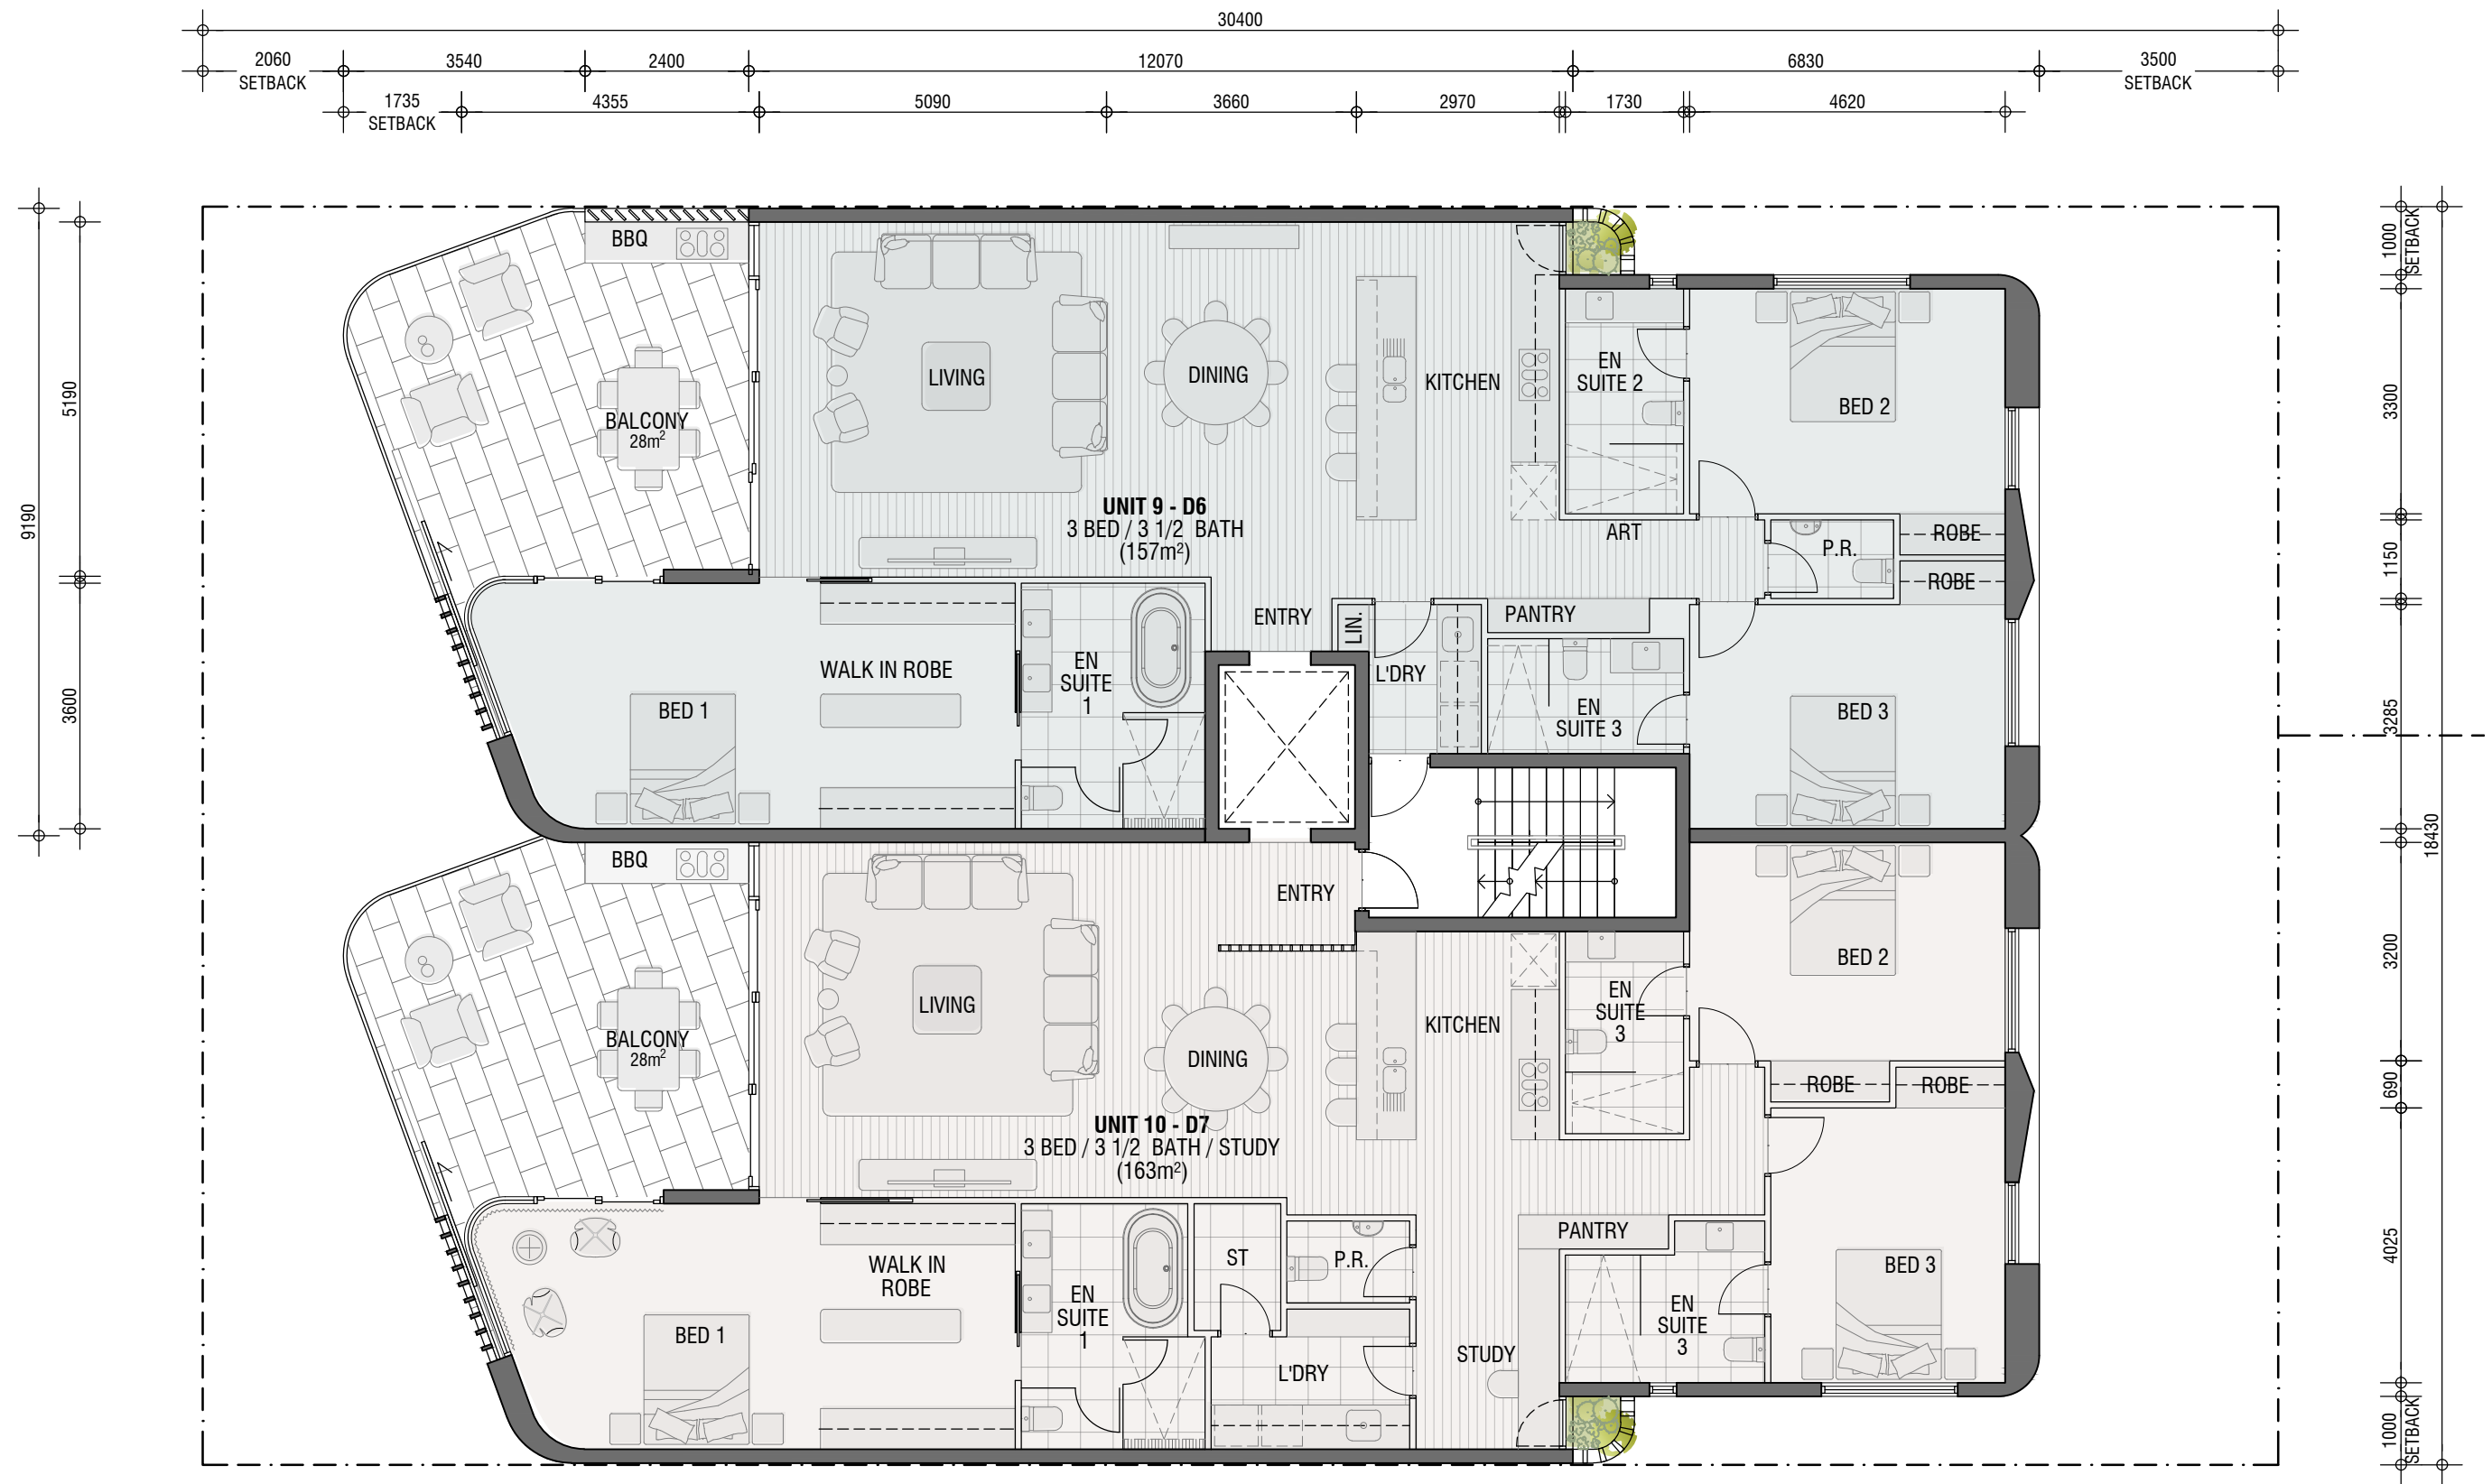 30400
2060
SETBACK
3540
2400
12070
6830
3500
SETBACK
1735
SETBACK
4355
5090
3660
2970
1730
4620
9190
5190
3600
1000
SETBACK
3300
1150
3285
18430
3200
690
4025
1000
SETBACK
BBQ
BALCONY
28m²
LIVING
DINING
KITCHEN
EN
SUITE 2
BED 2
UNIT 9 - D6
3 BED / 3 1/2 BATH
(157m²)
ART
P.R.
ROBE
ROBE
ENTRY
LIN.
PANTRY
WALK IN ROBE
EN
SUITE
1
L'DRY
BED 1
EN
SUITE 3
BED 3
BBQ
ENTRY
BALCONY
28m²
LIVING
DINING
KITCHEN
EN
SUITE
3
BED 2
ROBE
ROBE
UNIT 10 - D7
3 BED / 3 1/2 BATH / STUDY
(163m²)
WALK IN
ROBE
ST
P.R.
PANTRY
BED 1
EN
SUITE
1
L'DRY
STUDY
EN
SUITE
3
BED 3